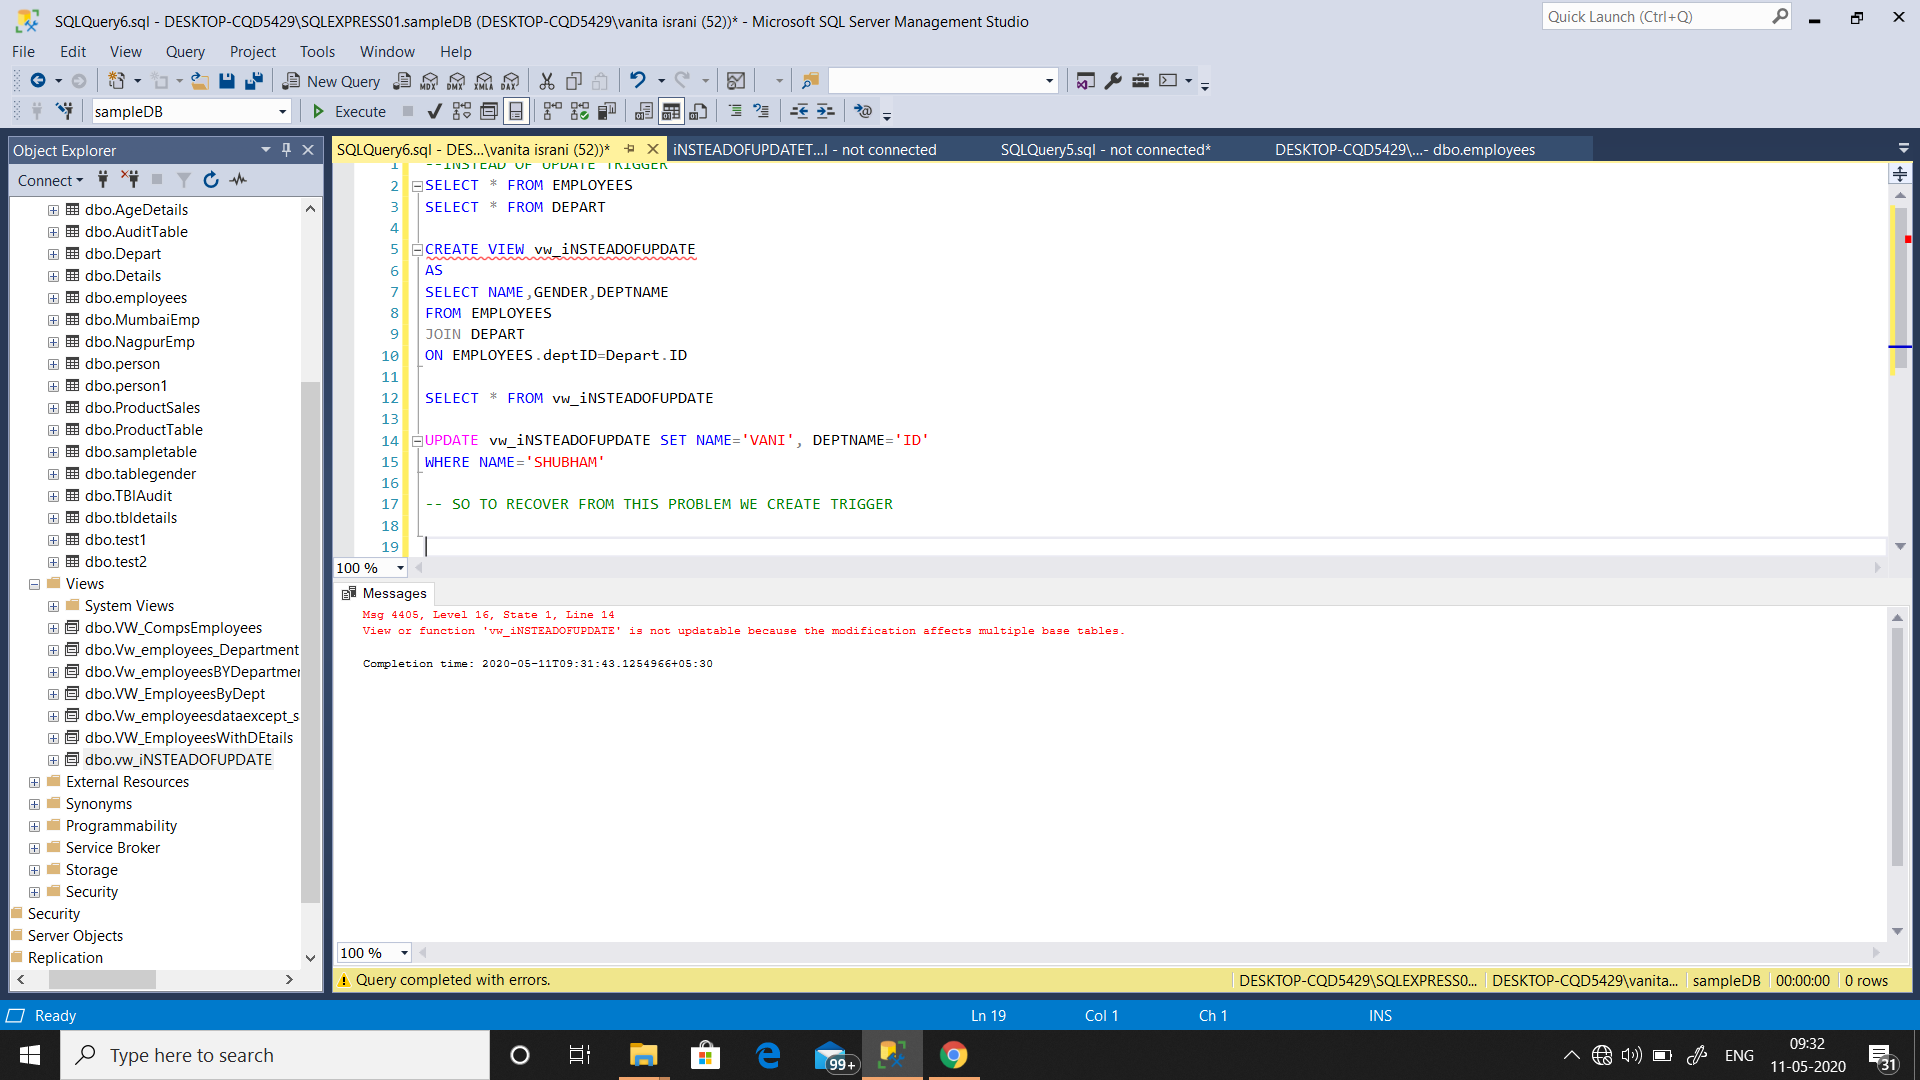 SQLQuery6.sql - DESKTOP-CQD5429\SQLEXPRESS01.sampleDB (DESKTOP-CQD5429\vanita israni (52))* - Microsoft SQL Server Management Studio
Quick Launch (Ctrl+Q)
File Edit View Query Project Tools Window Help
New Query MDX DMX XMLA DAX
sampleDB Execute
Object Explorer
Connect
dbo.AgeDetails
dbo.AuditTable
dbo.Depart
dbo.Details
dbo.employees
dbo.MumbaiEmp
dbo.NagpurEmp
dbo.person
dbo.person1
dbo.ProductSales
dbo.ProductTable
dbo.sampletable
dbo.tablegender
dbo.TBlAudit
dbo.tbldetails
dbo.test1
dbo.test2
Views
System Views
dbo.VW_CompsEmployees
dbo.Vw_employees_Department
dbo.Vw_employeesBYDepartmer
dbo.VW_EmployeesByDept
dbo.Vw_employeesdataexcept_s
dbo.VW_EmployeesWithDEtails
dbo.vw_iNSTEADOFUPDATE
External Resources
Synonyms
Programmability
Service Broker
Storage
Security
Security
Server Objects
Replication
SQLQuery6.sql - DES...\vanita israni (52))* iNSTEADOFUPDATET...l - not connected SQLQuery5.sql - not connected* DESKTOP-CQD5429\...- dbo.employees
1 --INSTEAD OF UPDATE TRIGGER
2 SELECT * FROM EMPLOYEES
3 SELECT * FROM DEPART
4
5 CREATE VIEW vw_iNSTEADOFUPDATE
6 AS
7 SELECT NAME,GENDER,DEPTNAME
8 FROM EMPLOYEES
9 JOIN DEPART
10 ON EMPLOYEES.deptID=Depart.ID
11
12 SELECT * FROM vw_iNSTEADOFUPDATE
13
14 UPDATE vw_iNSTEADOFUPDATE SET NAME='VANI', DEPTNAME='ID'
15 WHERE NAME='SHUBHAM'
16
17 -- SO TO RECOVER FROM THIS PROBLEM WE CREATE TRIGGER
18
19
100 %
Messages
Msg 4405, Level 16, State 1, Line 14
View or function 'vw_iNSTEADOFUPDATE' is not updatable because the modification affects multiple base tables.
Completion time: 2020-05-11T09:31:43.1254966+05:30
100 %
Query completed with errors. DESKTOP-CQD5429\SQLEXPRESS0... DESKTOP-CQD5429\vanita... sampleDB 00:00:00 0 rows
Ready Ln 19 Col 1 Ch 1 INS
Type here to search
99+
ENG
09:32
11-05-2020
31